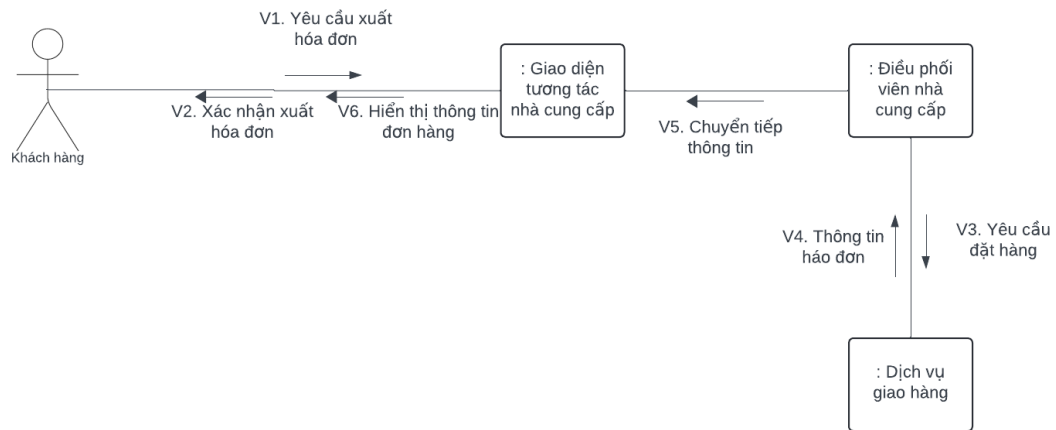 V1. Yêu cầu xuất
hóa đơn
: Giao diện
tương tác
nhà cung cấp
: Điều phối
viên nhà
cung cấp
V2. Xác nhận xuất
hóa đơn
V6. Hiển thị thông tin
đơn hàng
V5. Chuyển tiếp
thông tin
Khách hàng
V4. Thông tin
háo đơn
V3. Yêu cầu
đặt hàng
: Dịch vụ
giao hàng